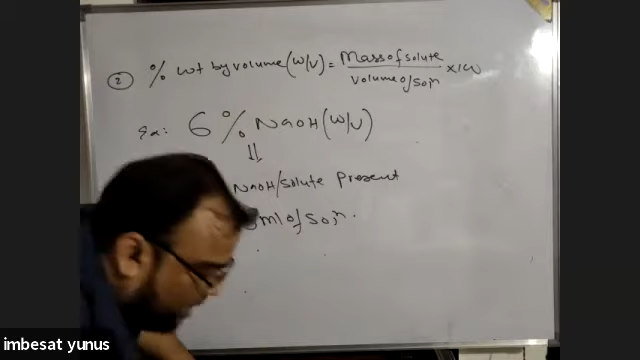 ② % wt by volume (w/v) = Mass of solute / volume of soln × 100
Ex: 6 % NaOH (w/v)
⇓
NaOH/solute present
ml of soln.
imbesat yunus